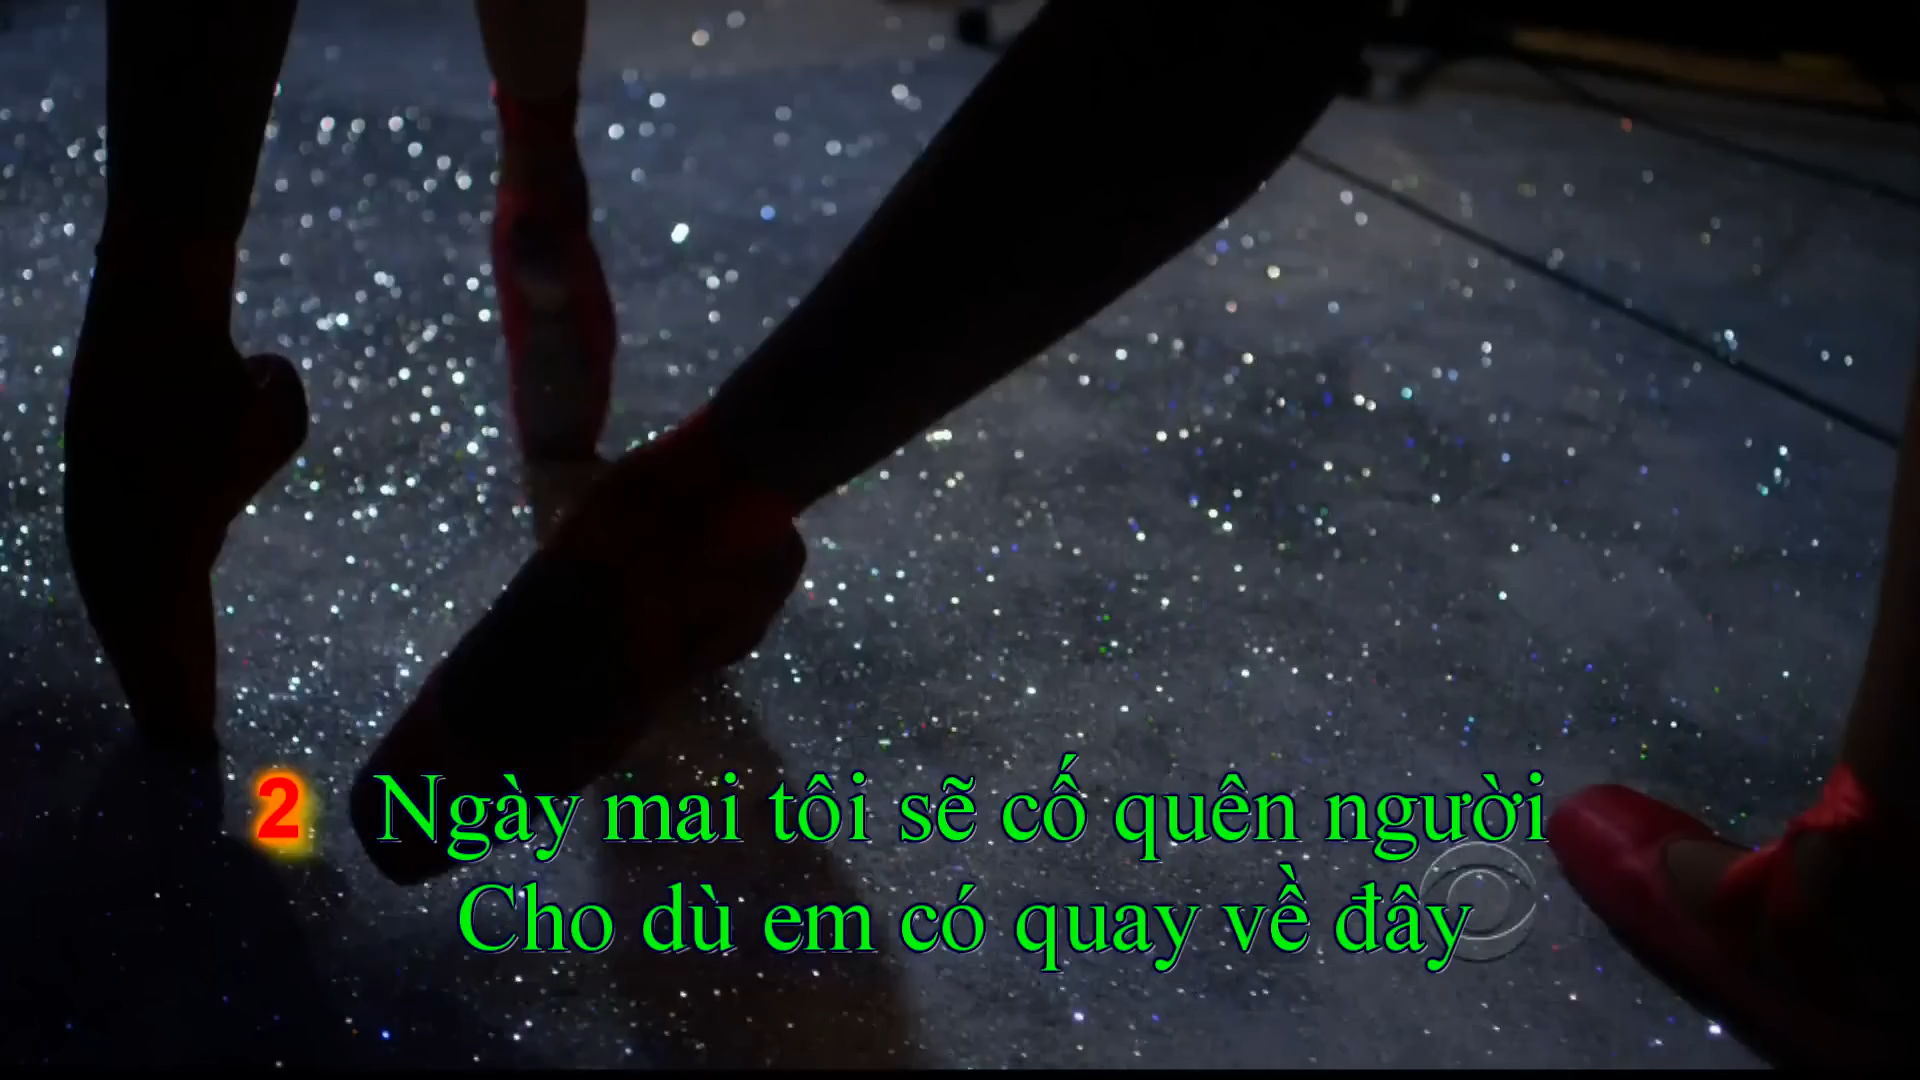 2 Ngày mai tôi sẽ cố quên người
Cho dù em có quay về đây